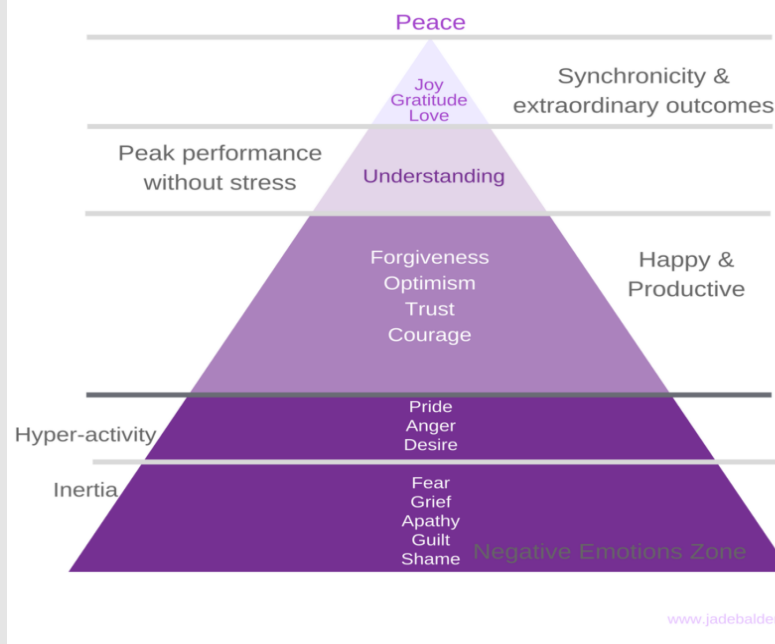 Peace
Joy
Gratitude
Love
Synchronicity &
extraordinary outcomes
Peak performance
without stress
Understanding
Forgiveness
Optimism
Trust
Courage
Happy &
Productive
Hyper-activity
Pride
Anger
Desire
Inertia
Fear
Grief
Apathy
Guilt
Shame
Negative Emotions Zone